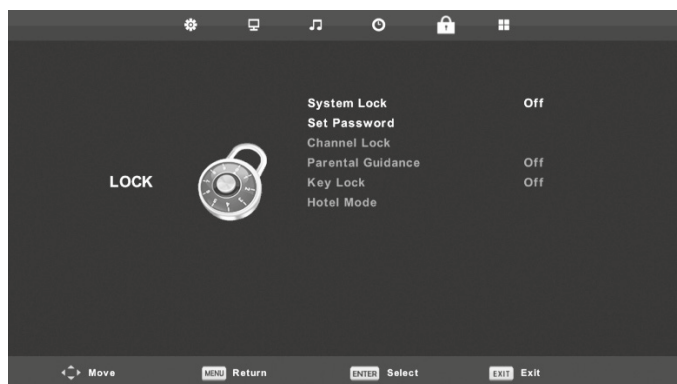 System Lock Off
Set Password
Channel Lock
Parental Guidance Off
LOCK
Key Lock Off
Hotel Mode
Move MENU Return ENTER Select EXIT Exit